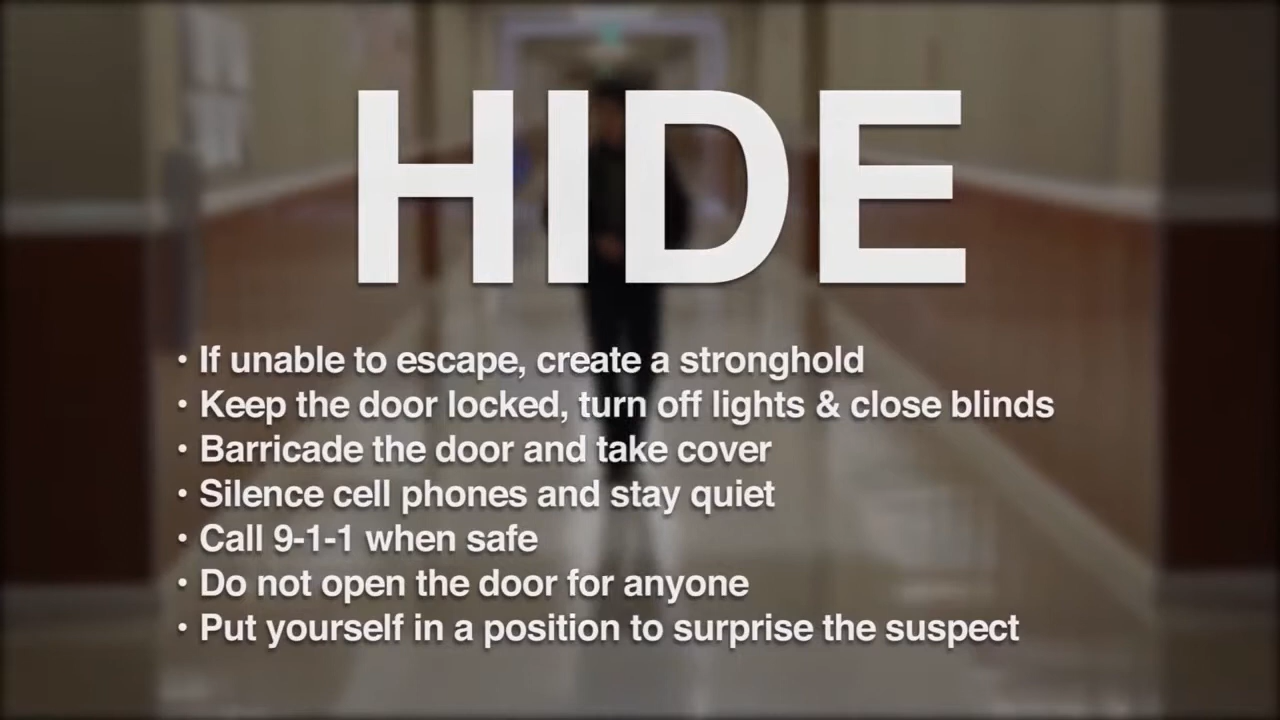 HIDE
• If unable to escape, create a stronghold
• Keep the door locked, turn off lights & close blinds
• Barricade the door and take cover
• Silence cell phones and stay quiet
• Call 9-1-1 when safe
• Do not open the door for anyone
• Put yourself in a position to surprise the suspect